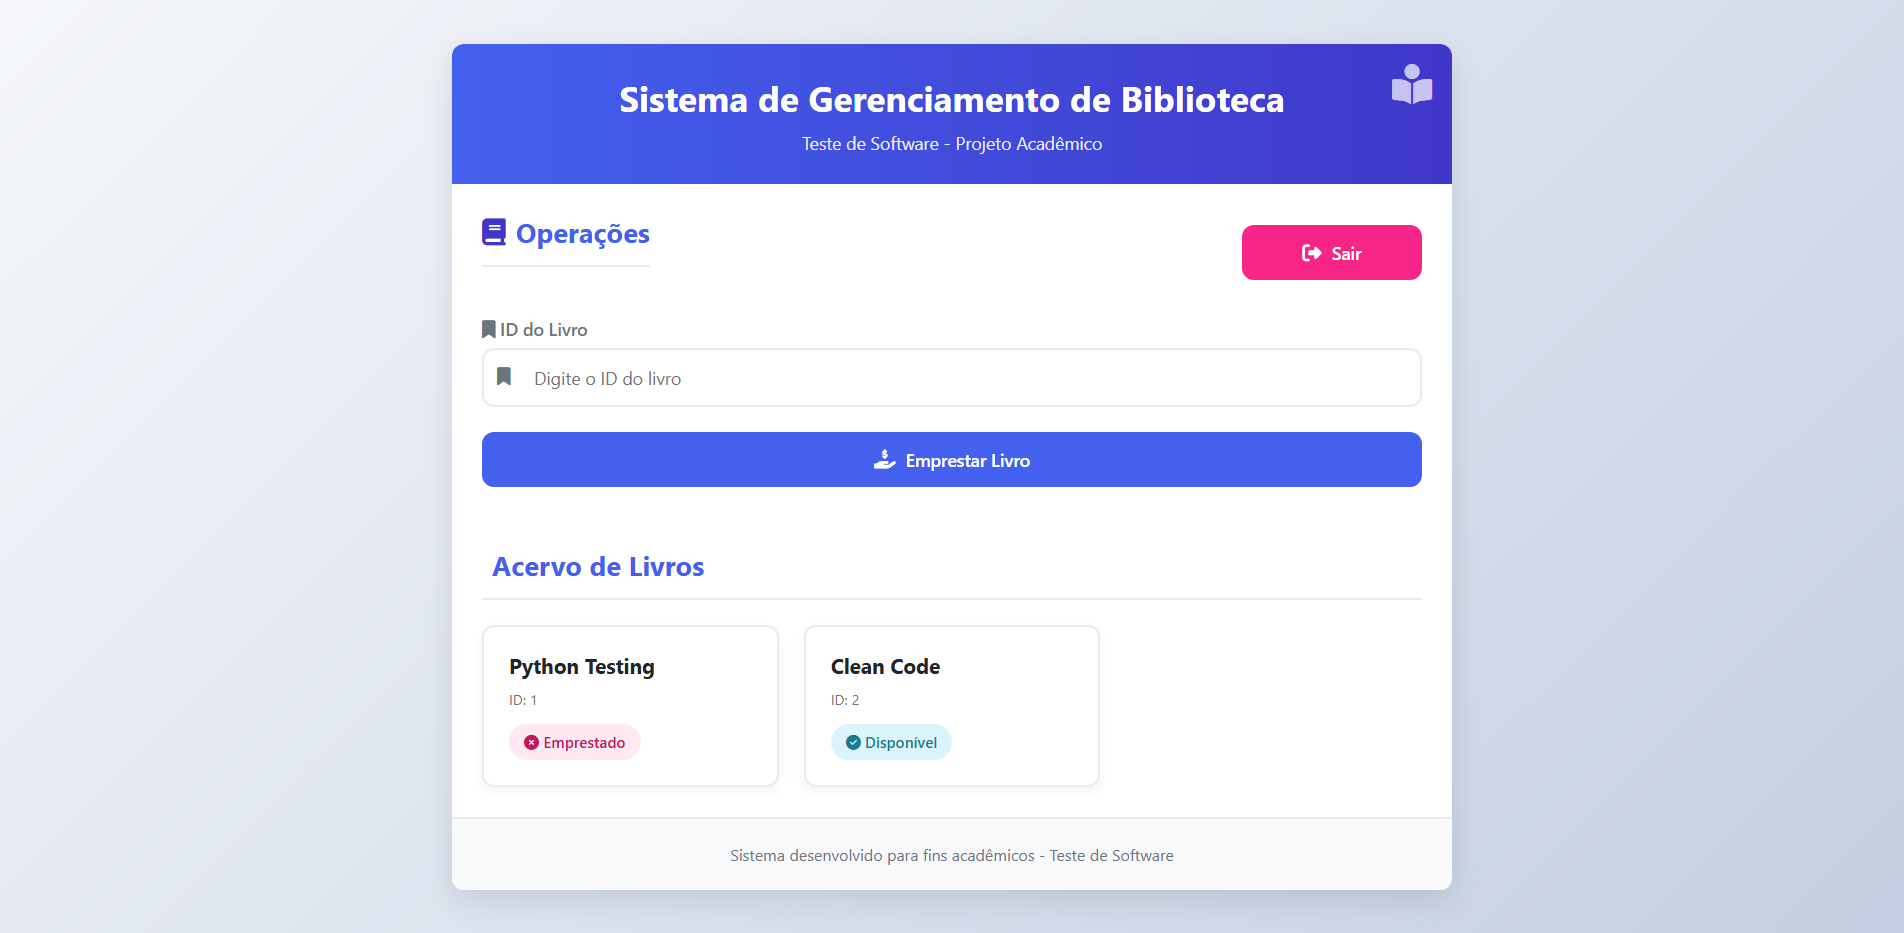 Sistema de Gerenciamento de Biblioteca
Teste de Software - Projeto Acadêmico
Operações
Sair
ID do Livro
Digite o ID do livro
Emprestar Livro
Acervo de Livros
Python Testing
ID: 1
Emprestado
Clean Code
ID: 2
Disponível
Sistema desenvolvido para fins acadêmicos - Teste de Software